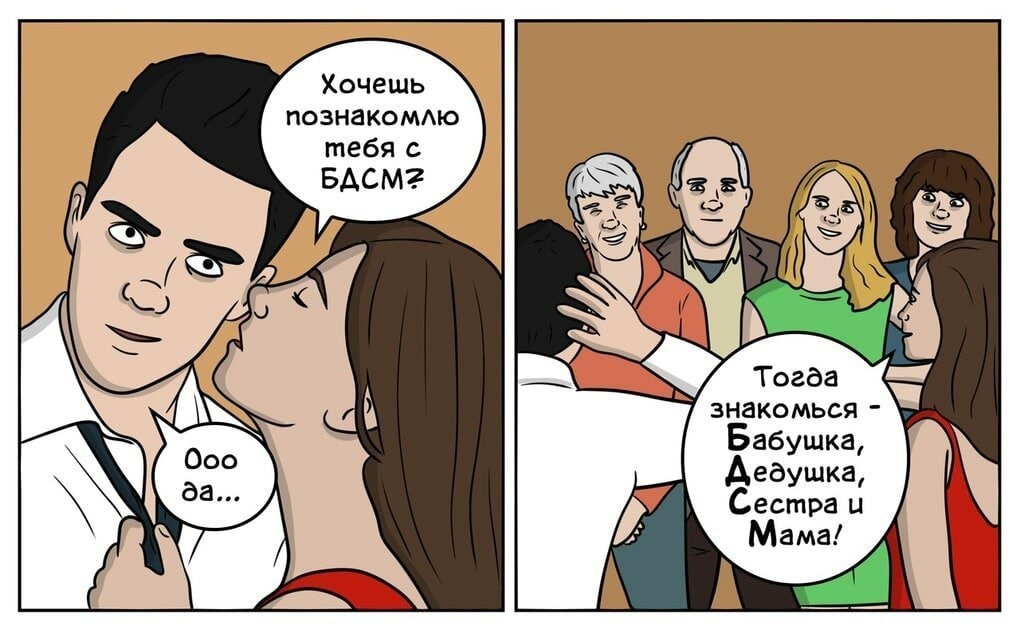 Хочешь
познакомлю
тебя с
БДСМ?
Ооо
да...
Тогда
знакомься -
Бабушка,
Дедушка,
Сестра и
Мама!